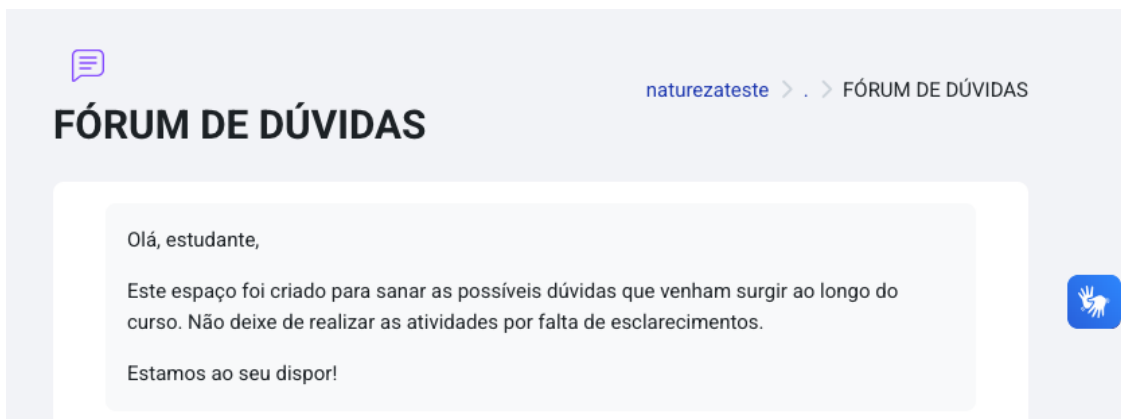 naturezateste > . > FÓRUM DE DÚVIDAS
FÓRUM DE DÚVIDAS
Olá, estudante,
Este espaço foi criado para sanar as possíveis dúvidas que venham surgir ao longo do
curso. Não deixe de realizar as atividades por falta de esclarecimentos.
Estamos ao seu dispor!